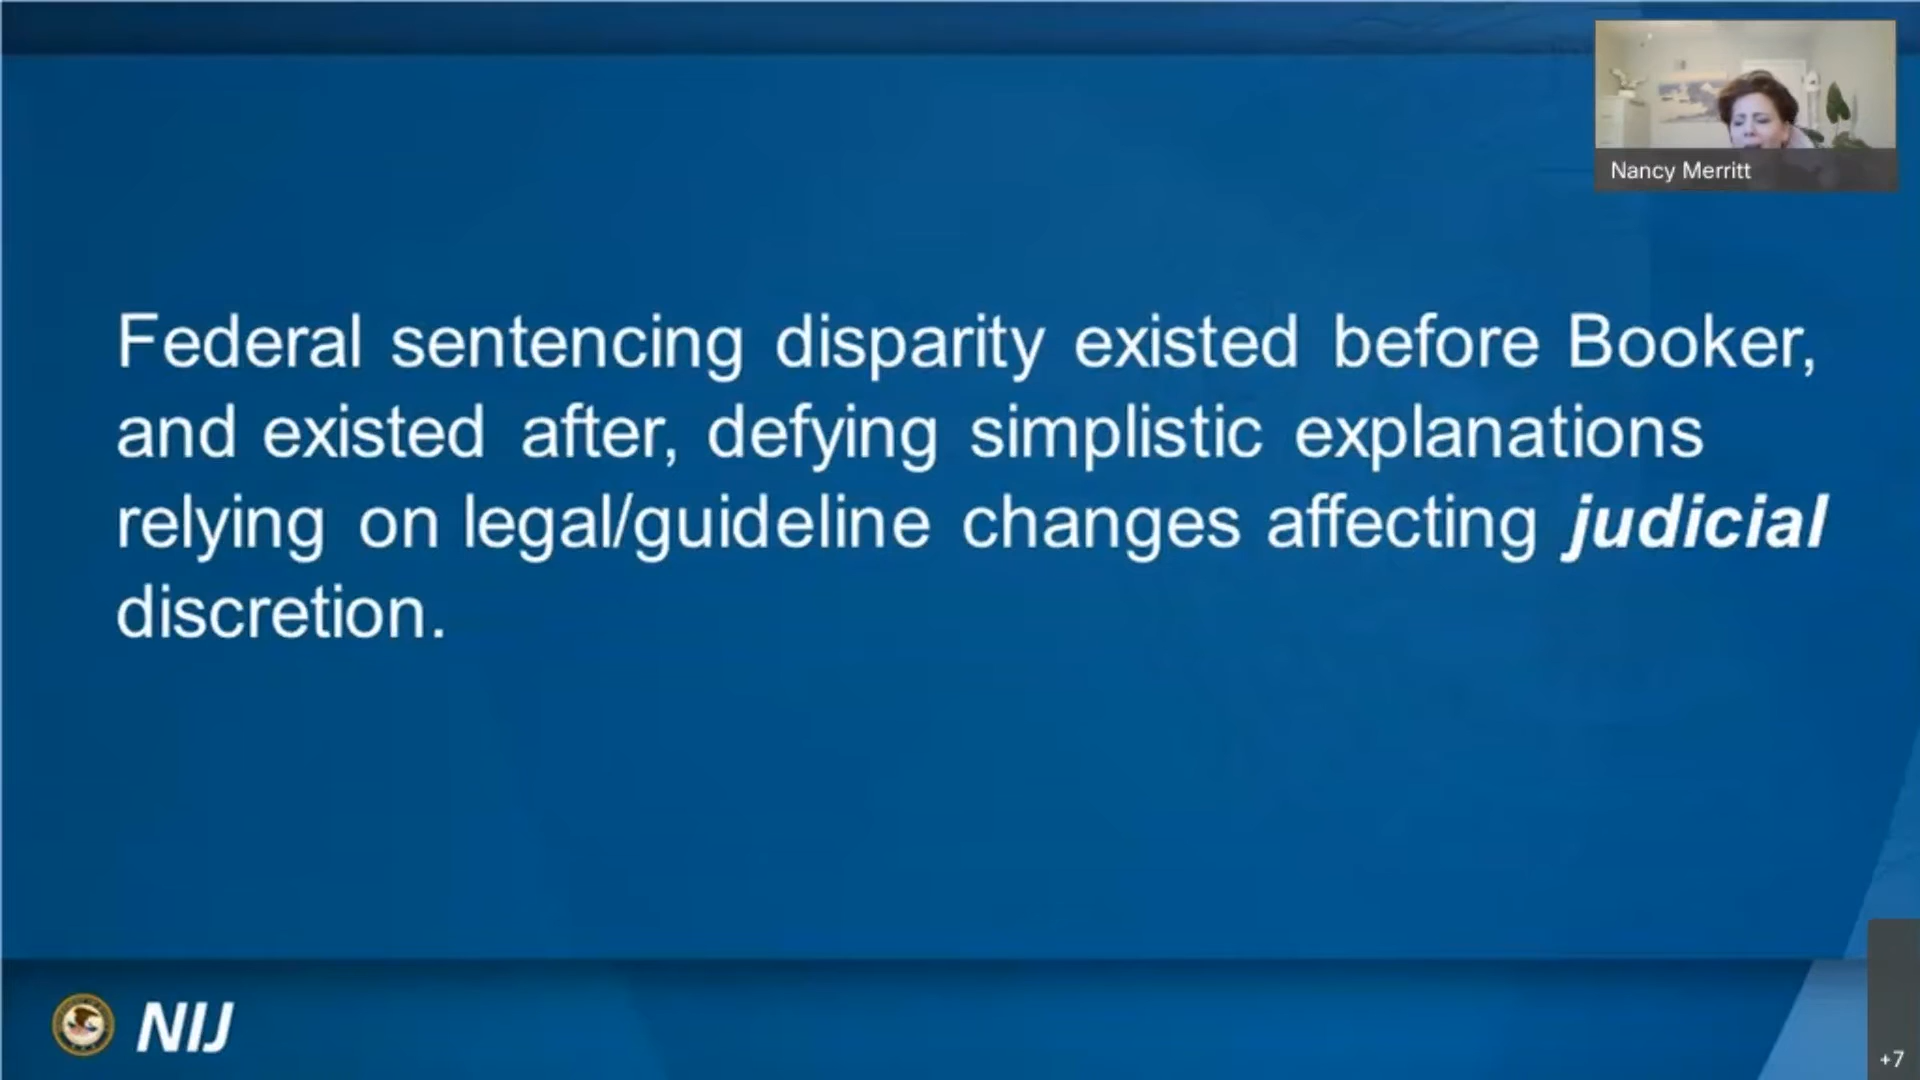 Nancy Merritt
Federal sentencing disparity existed before Booker,
and existed after, defying simplistic explanations
relying on legal/guideline changes affecting judicial
discretion.
NIJ
+7